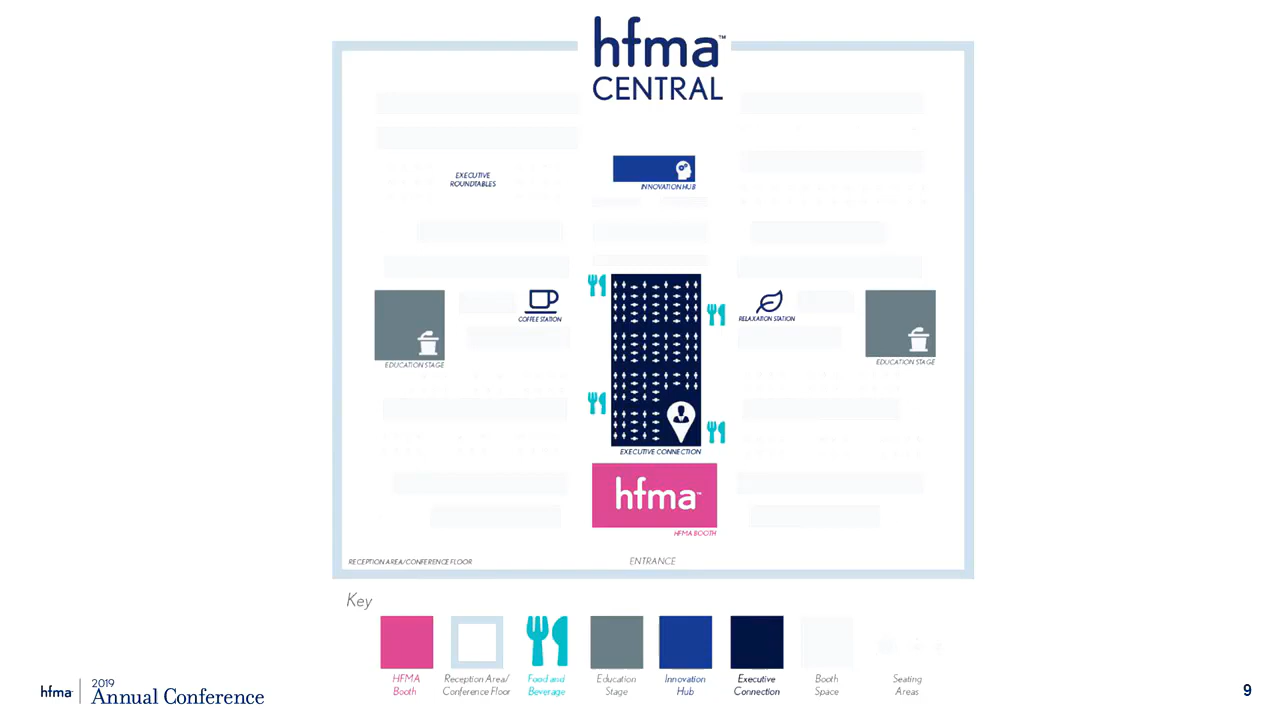 hfma™
CENTRAL
EXECUTIVE
ROUNDTABLES
INNOVATION HUB
COFFEE STATION
RELAXATION STATION
EDUCATION STAGE
EDUCATION STAGE
EXECUTIVE CONNECTION
hfma™
HFMA BOOTH
RECEPTION AREA/CONFERENCE FLOOR
ENTRANCE
Key
HFMA
Booth
Reception Area/
Conference Floor
Food and
Beverage
Education
Stage
Innovation
Hub
Executive
Connection
Booth
Space
Seating
Areas
hfma
2019
Annual Conference
9